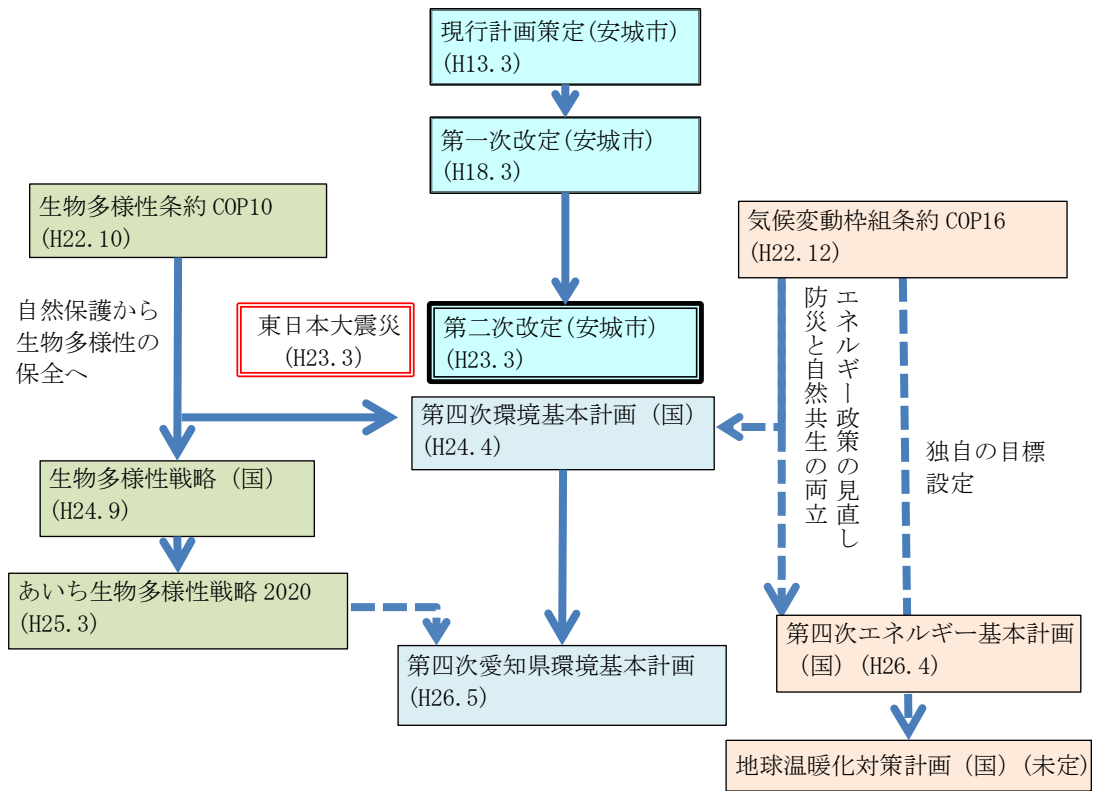 現行計画策定(安城市)
(H13.3)
第一次改定(安城市)
(H18.3)
生物多様性条約 COP10
(H22.10)
気候変動枠組条約 COP16
(H22.12)
自然保護から
生物多様性の
保全へ
東日本大震災
(H23.3)
第二次改定(安城市)
(H23.3)
エネルギー政策の見直し
防災と自然共生の両立
第四次環境基本計画（国）
(H24.4)
独自の目標
設定
生物多様性戦略（国）
(H24.9)
あいち生物多様性戦略 2020
(H25.3)
第四次愛知県環境基本計画
(H26.5)
第四次エネルギー基本計画
（国）(H26.4)
地球温暖化対策計画（国）(未定)